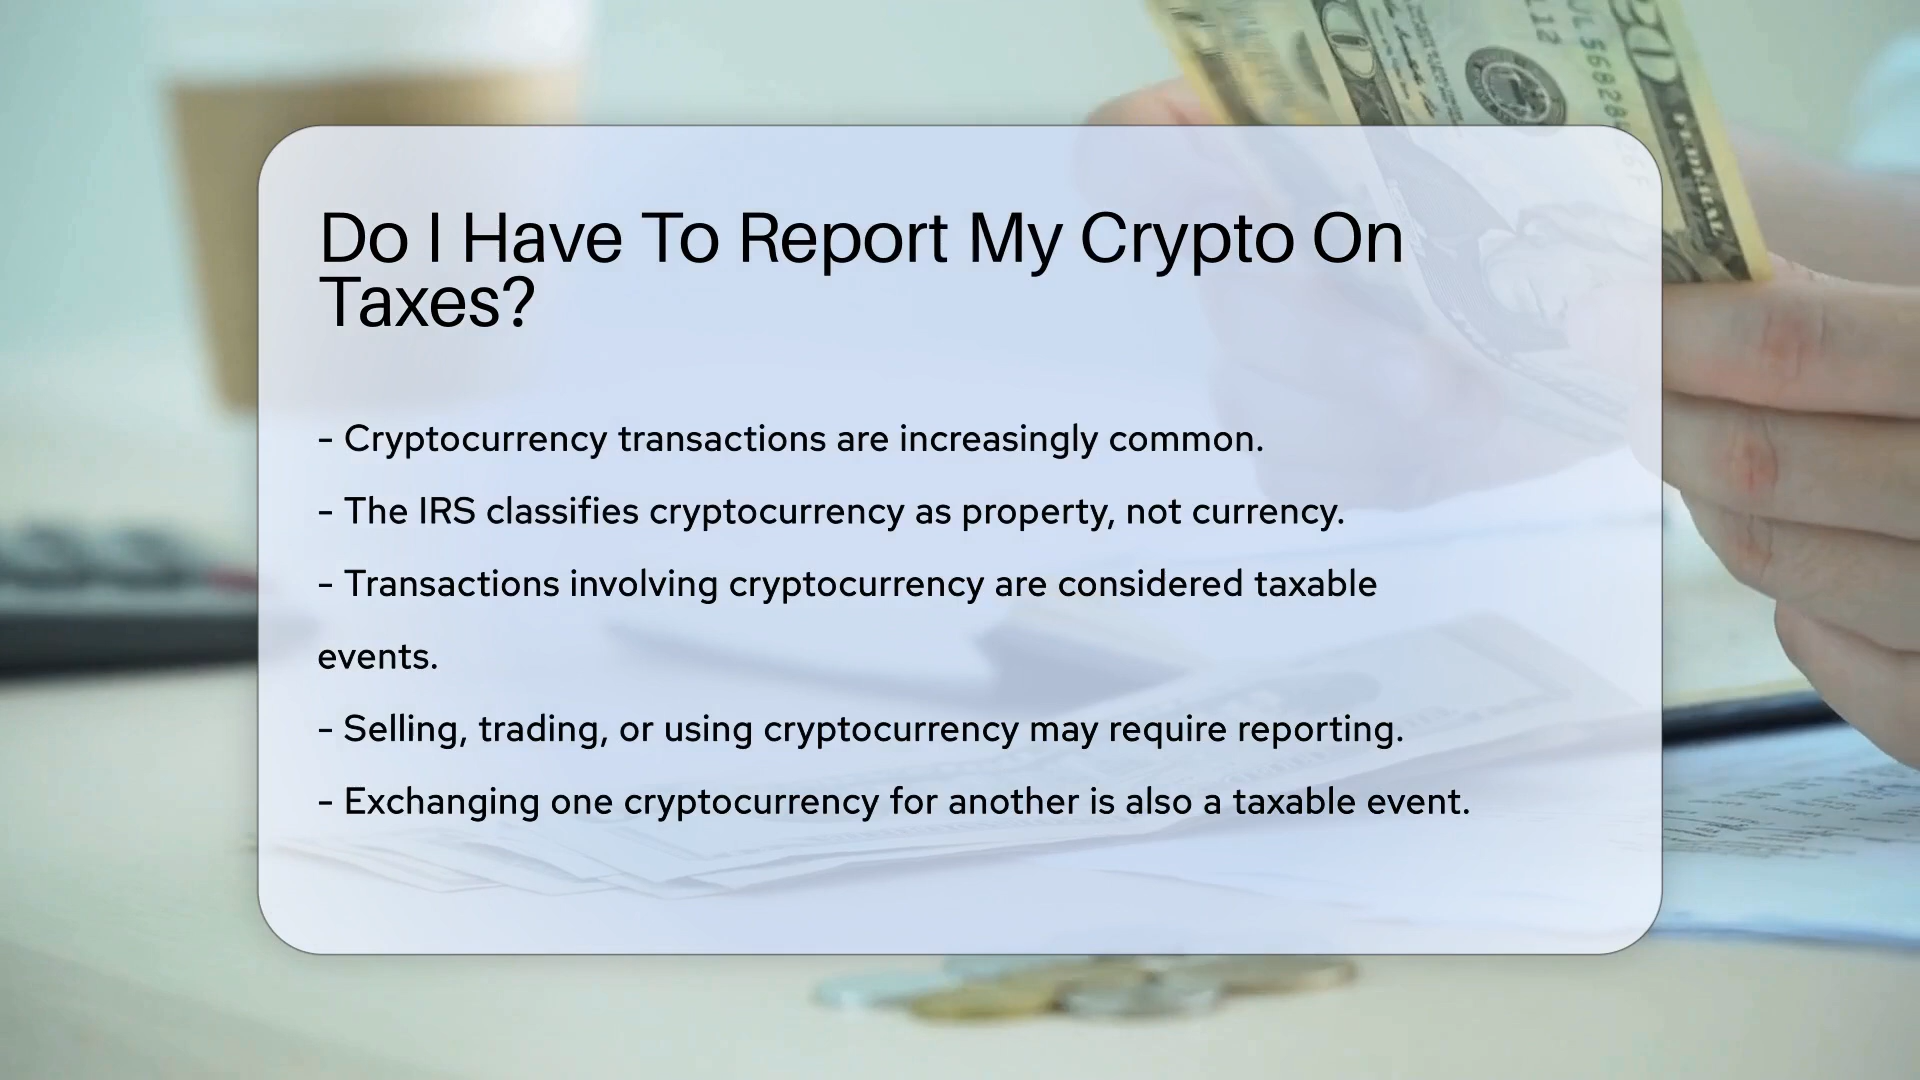 Do I Have To Report My Crypto On
Taxes?
- Cryptocurrency transactions are increasingly common.
- The IRS classifies cryptocurrency as property, not currency.
- Transactions involving cryptocurrency are considered taxable
events.
- Selling, trading, or using cryptocurrency may require reporting.
- Exchanging one cryptocurrency for another is also a taxable event.